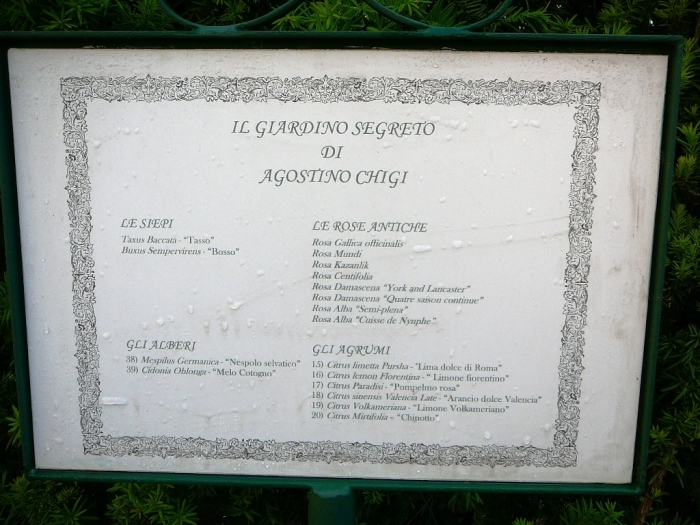 IL GIARDINO SEGRETO
DI
AGOSTINO CHIGI
LE SIEPI
Taxus Baccata - “Tasso”
Buxus Sempervirens - “Bosso”
LE ROSE ANTICHE
Rosa Gallica officinalis
Rosa Mundi
Rosa Kazanlik
Rosa Centifolia
Rosa Damascena “York and Lancaster”
Rosa Damascena “Quatre saison continue”
Rosa Alba “Semi-plena”
Rosa Alba “Cuisse de Nynphe”
GLI ALBERI
38) Mespilus Germanica - “Nespolo selvatico”
39) Cidonia Oblonga - “Melo Cotogno”
GLI AGRUMI
15) Citrus limetta Pursha - "Lima dolce di Roma”
16) Citrus lemon Florentina - “ Limone fiorentino”
17) Citrus Paradisi - “Pompelmo rosa”
18) Citrus sinensis Valencia Late - “Arancio dolce Valencia”
19) Citrus Volkameriana - “Limone Volkameriano”
20) Citrus Mirtifolia - “Chinotto”